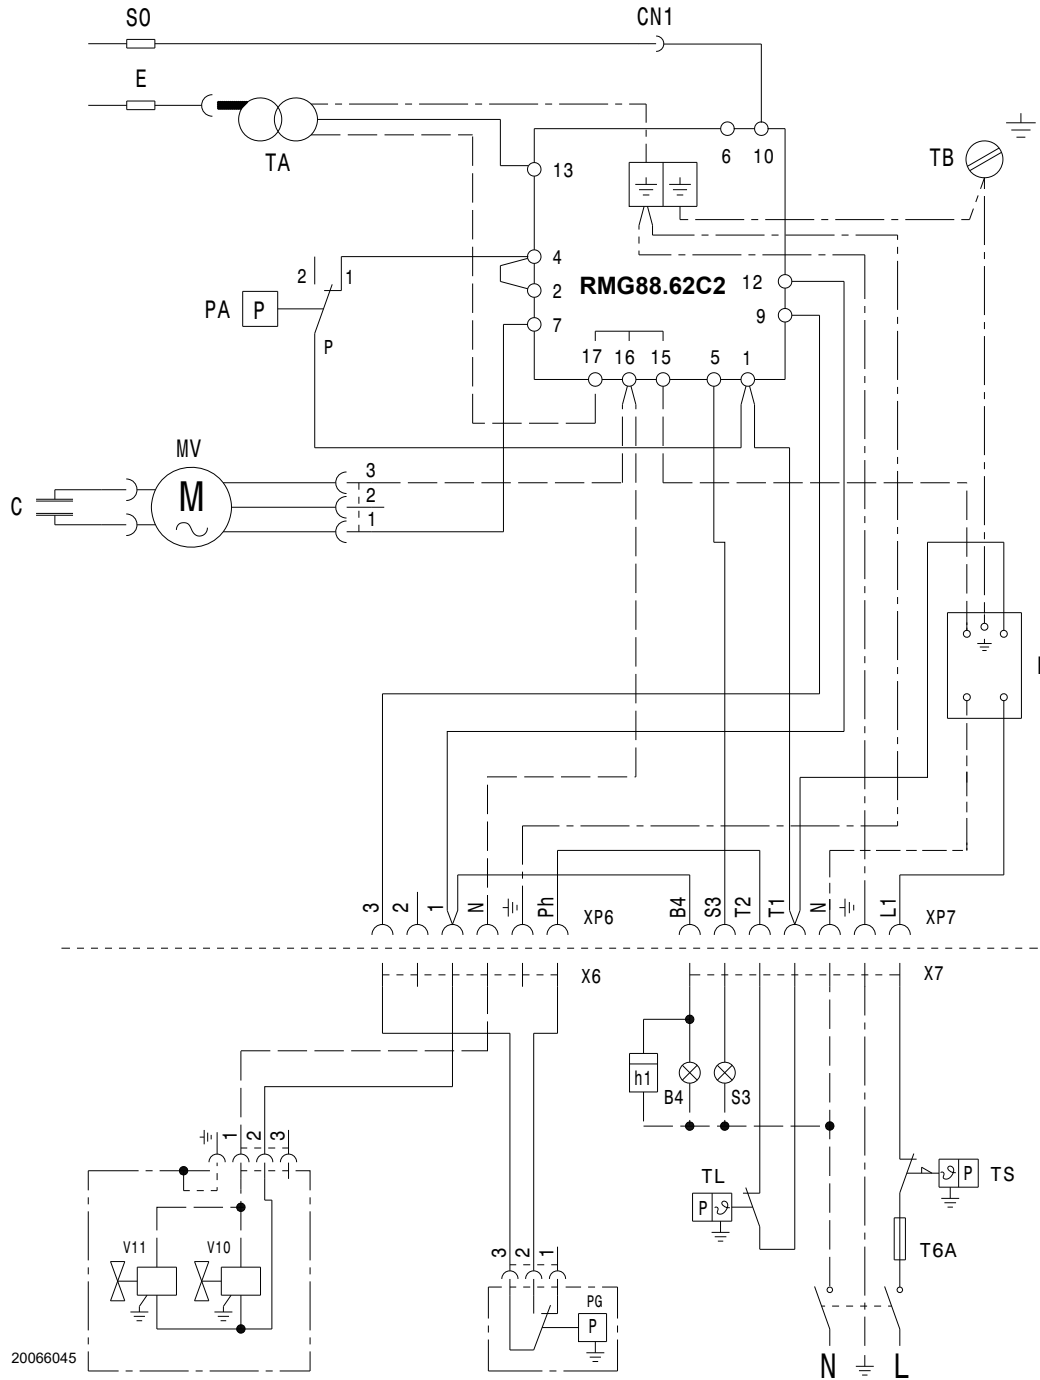 SO
CN1
E
TA
TB
6 10
13
4
2
7
RMG88.62C2
12
9
17 16 15 5 1
2 1
PA P
P
MV
M
C
3
2
1
3 2 1 N Ph XP6
B4 S3 T2 T1 N L1 XP7
X6
X7
h1
B4
S3
TL
P
P
TS
T6A
1 2 3
V11
V10
3 2 1
PG
P
20066045
N
L